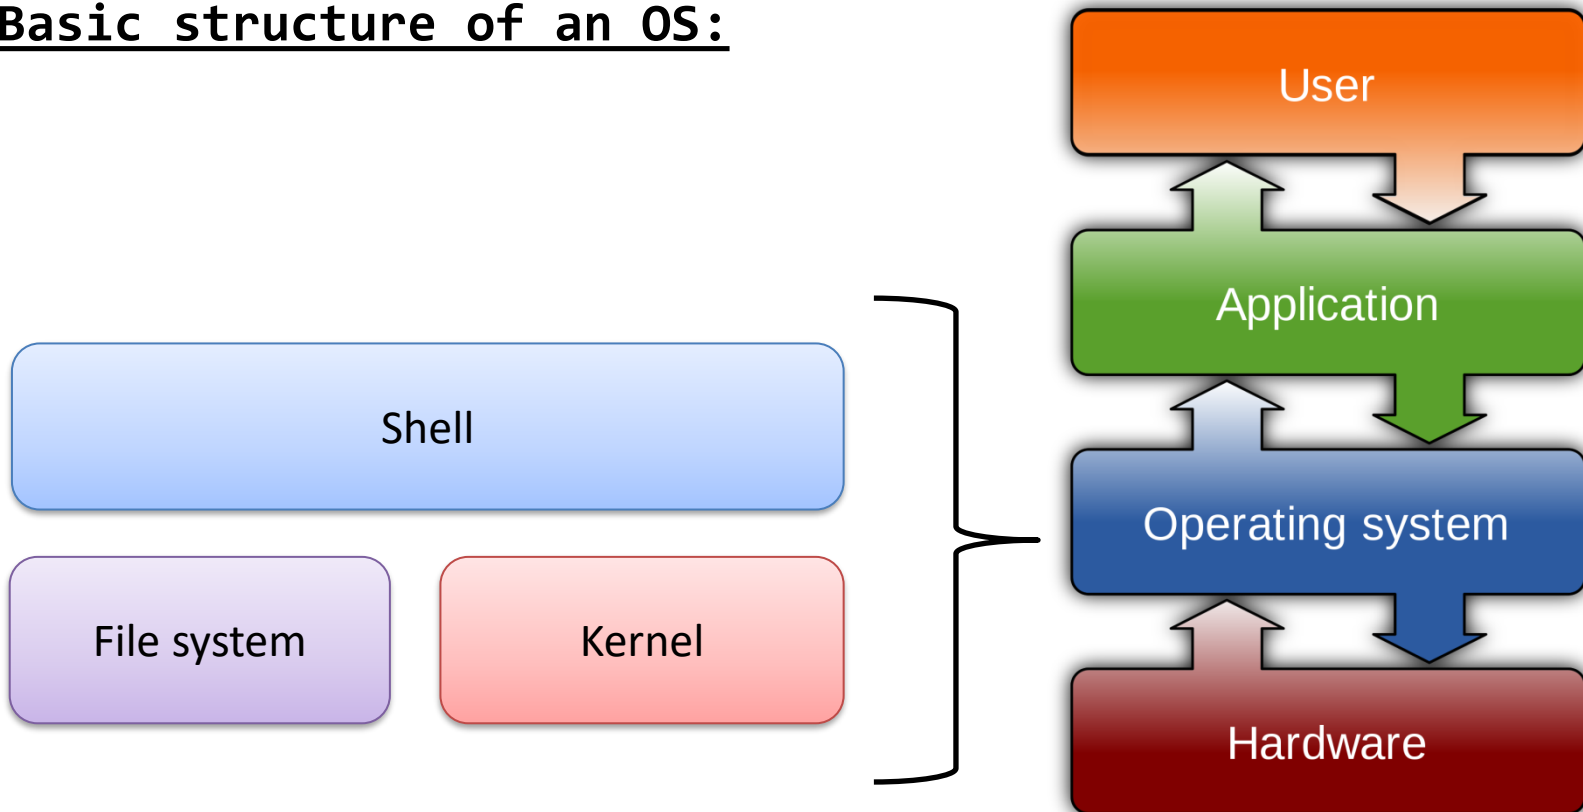 Basic structure of an OS:
User
Application
Shell
Operating system
File system
Kernel
Hardware